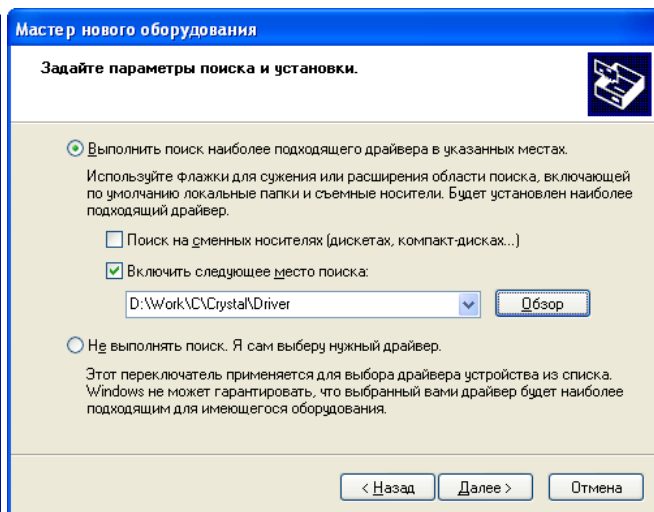 Мастер нового оборудования
Задайте параметры поиска и установки.
Выполнить поиск наиболее подходящего драйвера в указанных местах.
Используйте флажки для сужения или расширения области поиска, включающей
по умолчанию локальные папки и съемные носители. Будет установлен наиболее
подходящий драйвер.
Поиск на сменных носителях (дискетах, компакт-дисках...)
Включить следующее место поиска:
D:\Work\C\Crystal\Driver
Обзор
Не выполнять поиск. Я сам выберу нужный драйвер.
Этот переключатель применяется для выбора драйвера устройства из списка.
Windows не может гарантировать, что выбранный вами драйвер будет наиболее
подходящим для имеющегося оборудования.
< Назад Далее > Отмена